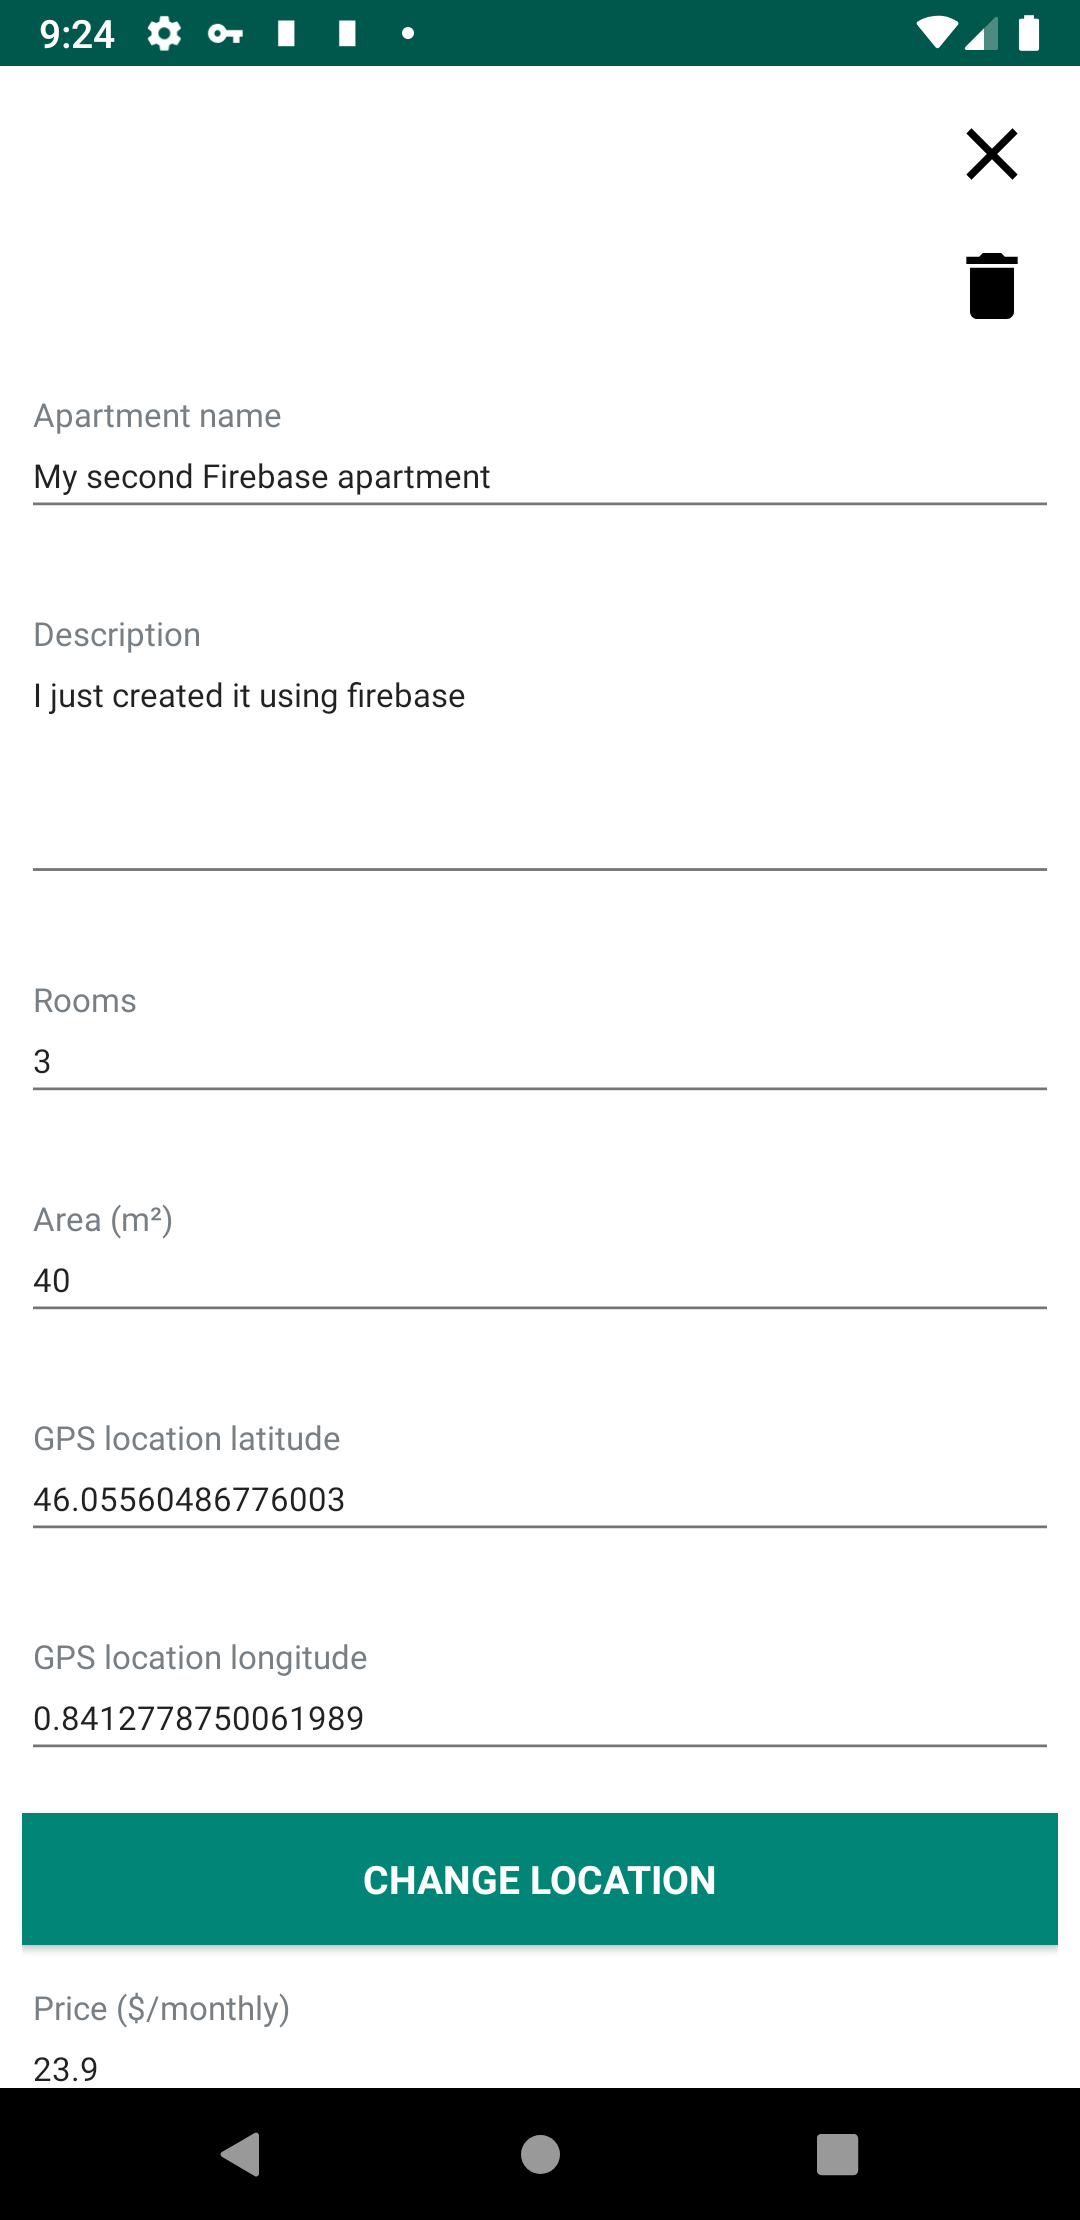 9:24
Apartment name
My second Firebase apartment
Description
I just created it using firebase
Rooms
3
Area (m²)
40
GPS location latitude
46.05560486776003
GPS location longitude
0.8412778750061989
CHANGE LOCATION
Price ($/monthly)
23.9